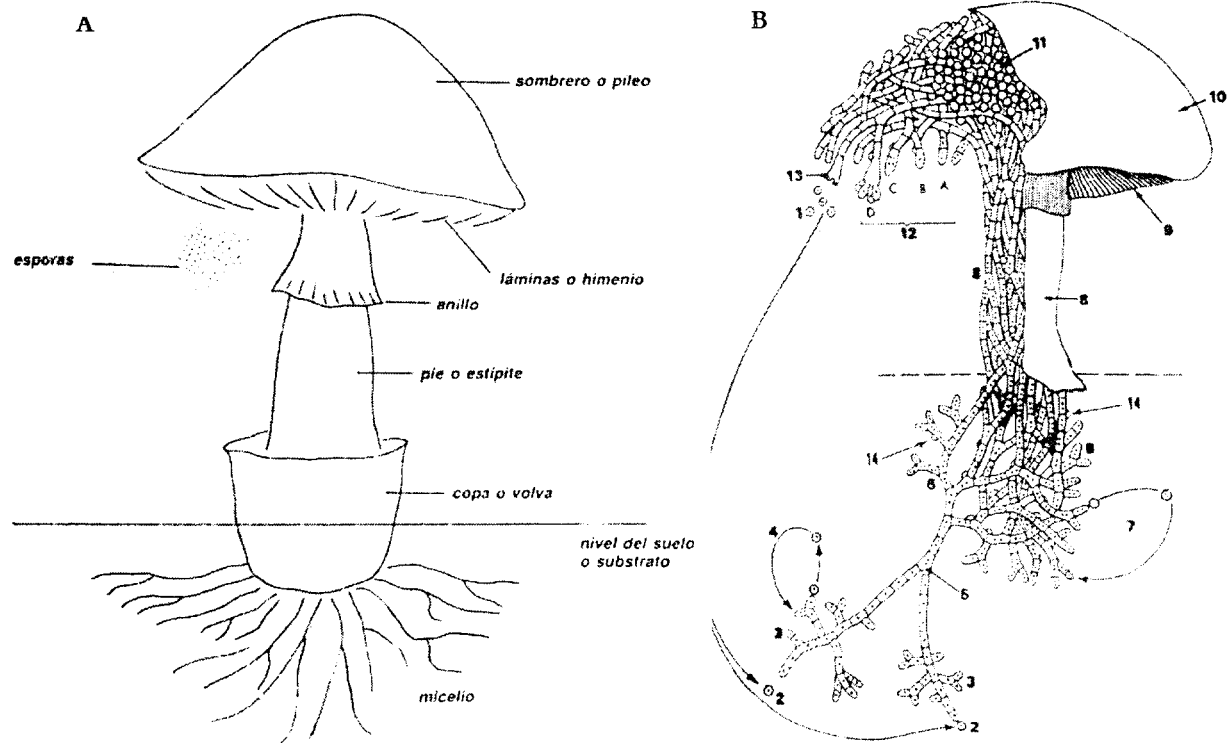 A
sombrero o pileo
esporas
láminas o himenio
anillo
pie o estípite
copa o volva
nivel del suelo
o substrato
micelio
B
11
10
13
C B A
1
D
12
9
8
8
14
14
6
8
7
4
5
3
3
2
2